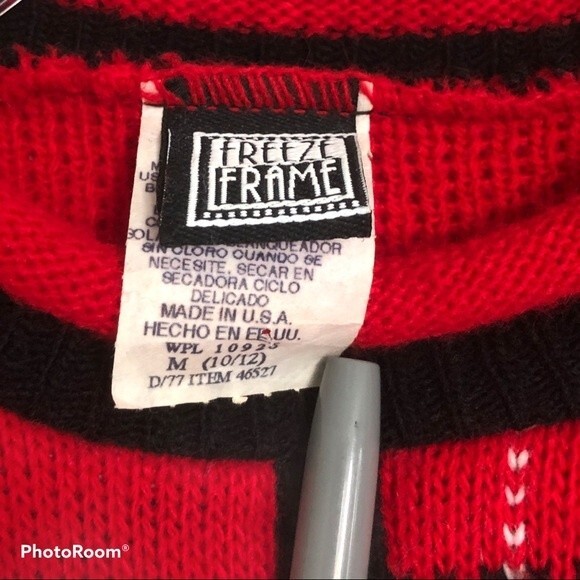 FREEZE
FRAME
BLANQUEADOR
SIN CLORO CUANDO SE
NECESITE, SECAR EN
SECADORA CICLO
DELICADO
MADE IN U.S.A.
HECHO EN EE.UU.
WPL 10925
M (10/12)
D/77 ITEM 46527
PhotoRoom®